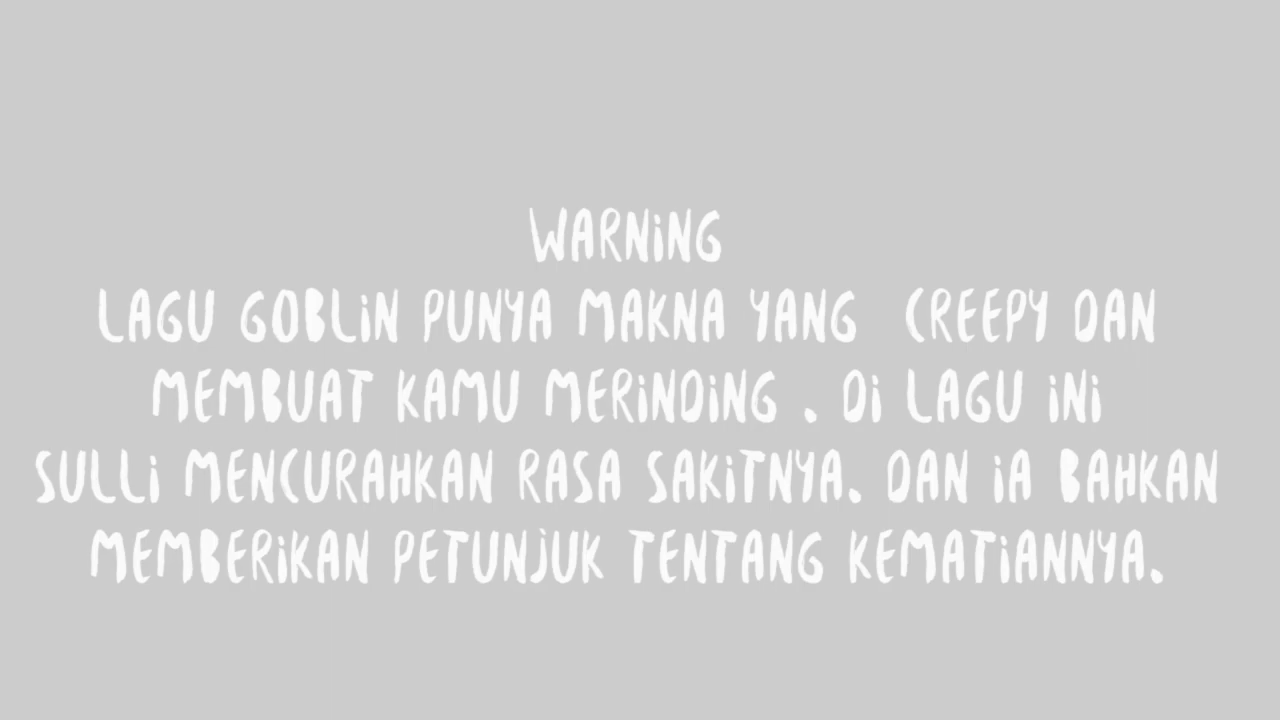 WARNING
LAGU GOBLIN PUNYA MAKNA YANG CREEPY DAN
MEMBUAT KAMU MERINDING . DI LAGU INI
SULLI MENCURAHKAN RASA SAKITNYA. DAN IA BAHKAN
MEMBERIKAN PETUNJUK TENTANG KEMATIANNYA.